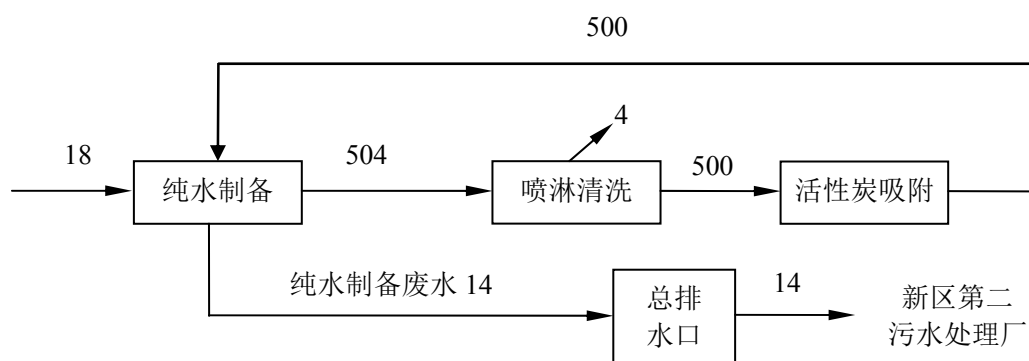 500
4
18
504
500
纯水制备
喷淋清洗
活性炭吸附
纯水制备废水 14
总排
水口
14
新区第二
污水处理厂